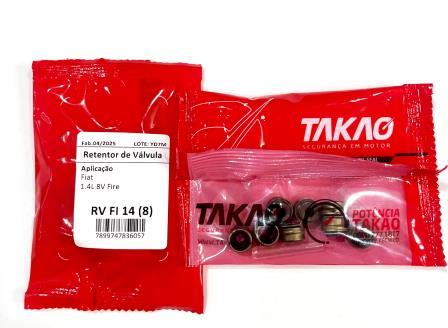 Fab.04/2025 LOTE: YD7M
Retentor de Válvula
Aplicação
Fiat
1.4L 8V Fire
RV FI 14 (8)
7899747836057
TAKAO
SEGURANÇA EM MOTOR
TAKAO
POTÊNCIA
TAKAO